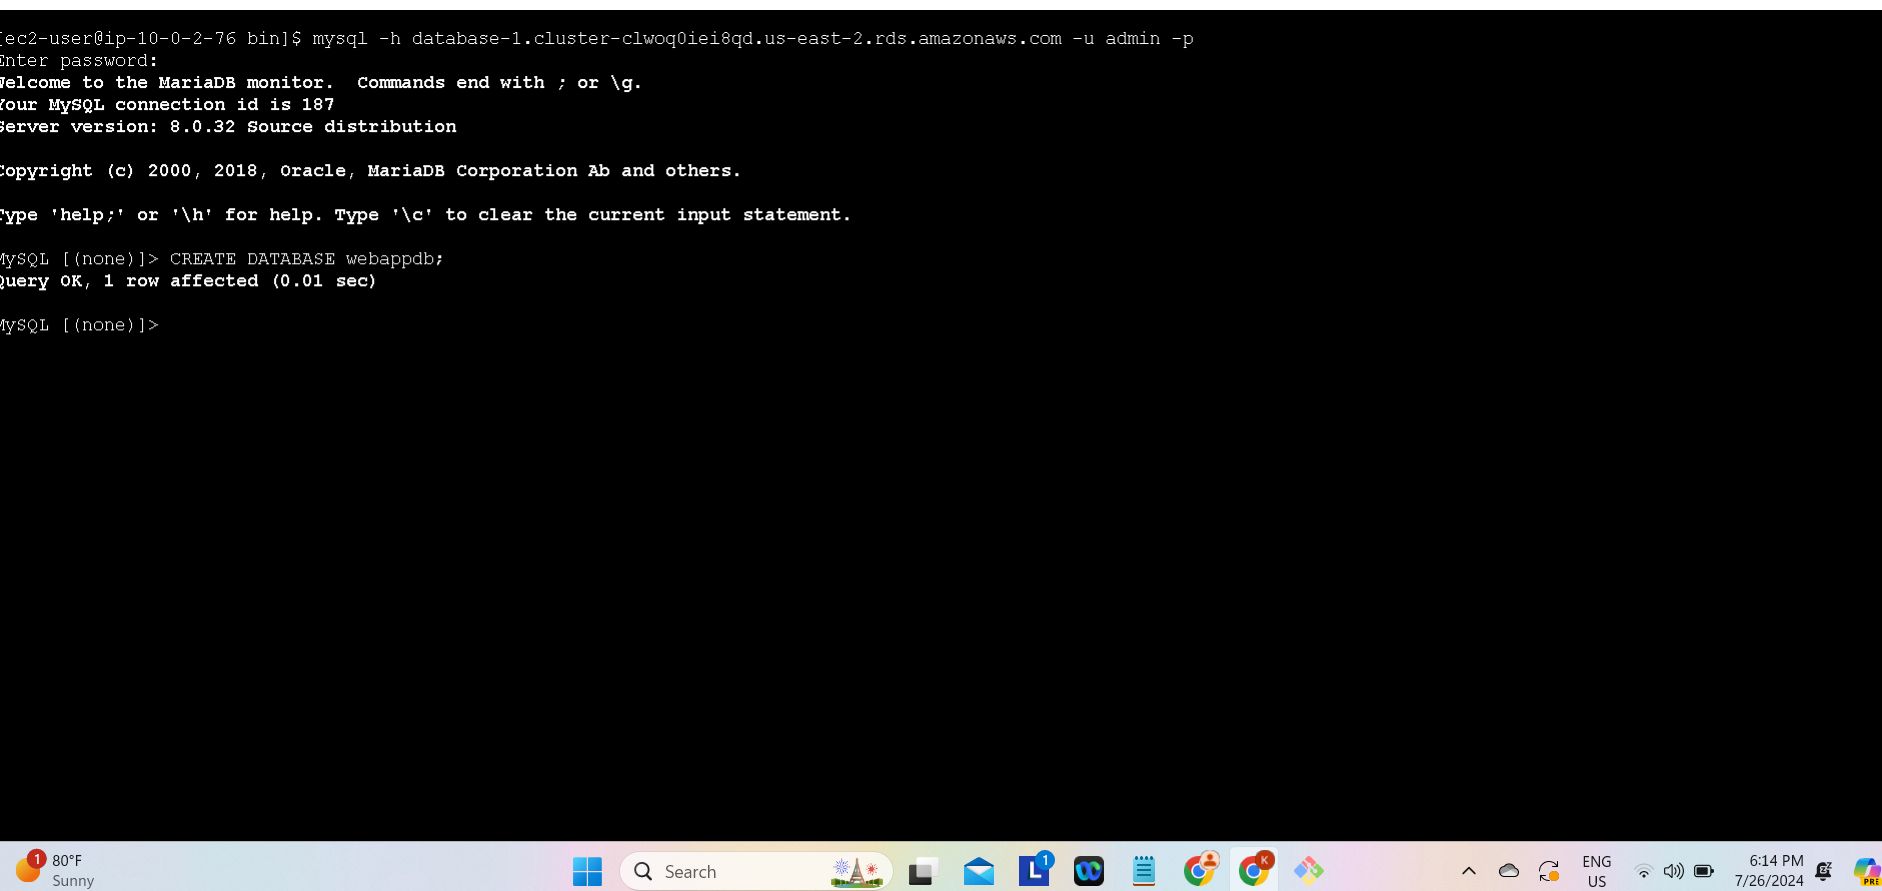 [ec2-user@ip-10-0-2-76 bin]$ mysql -h database-1.cluster-clwoq0iei8qd.us-east-2.rds.amazonaws.com -u admin -p
Enter password:
Welcome to the MariaDB monitor.  Commands end with ; or \g.
Your MySQL connection id is 187
Server version: 8.0.32 Source distribution
Copyright (c) 2000, 2018, Oracle, MariaDB Corporation Ab and others.
Type 'help;' or '\h' for help. Type '\c' to clear the current input statement.
MySQL [(none)]> CREATE DATABASE webappdb;
Query OK, 1 row affected (0.01 sec)
MySQL [(none)]>
1
80°F
Sunny
Search
L
1
K
ENG
US
6:14 PM
7/26/2024
PRE